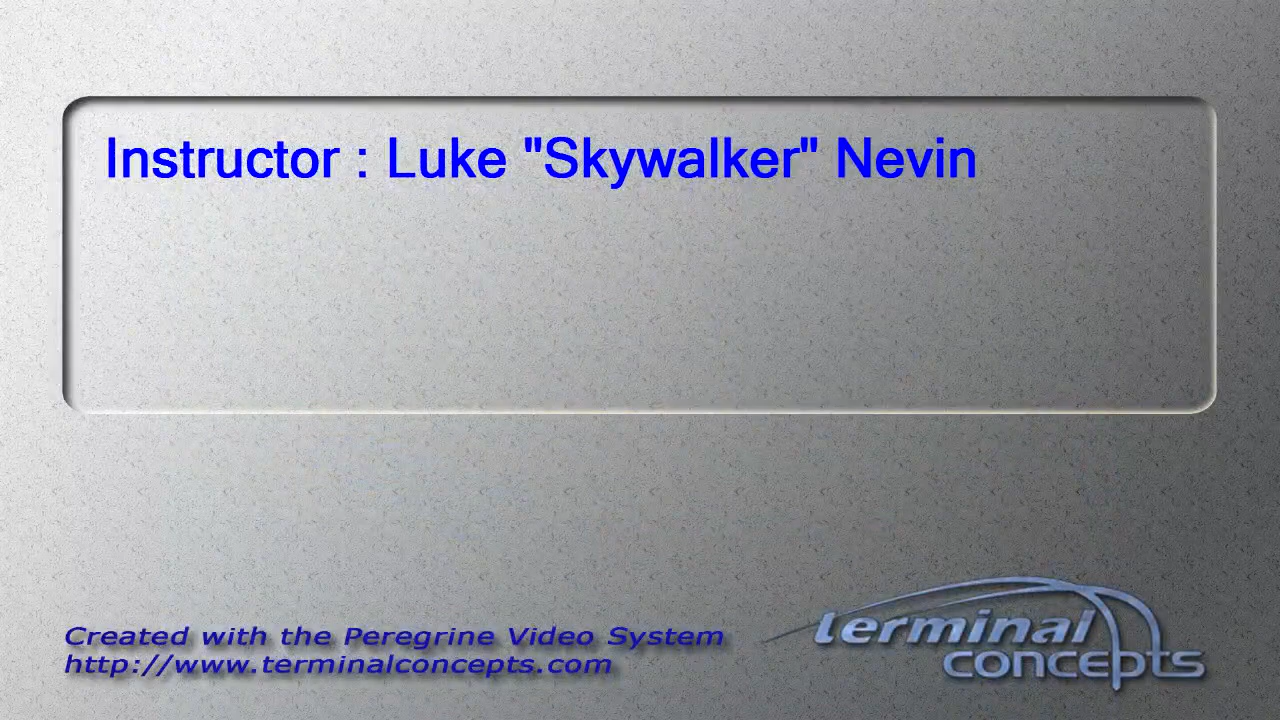 Instructor : Luke "Skywalker" Nevin
Created with the Peregrine Video System
http://www.terminalconcepts.com
terminal
concepts